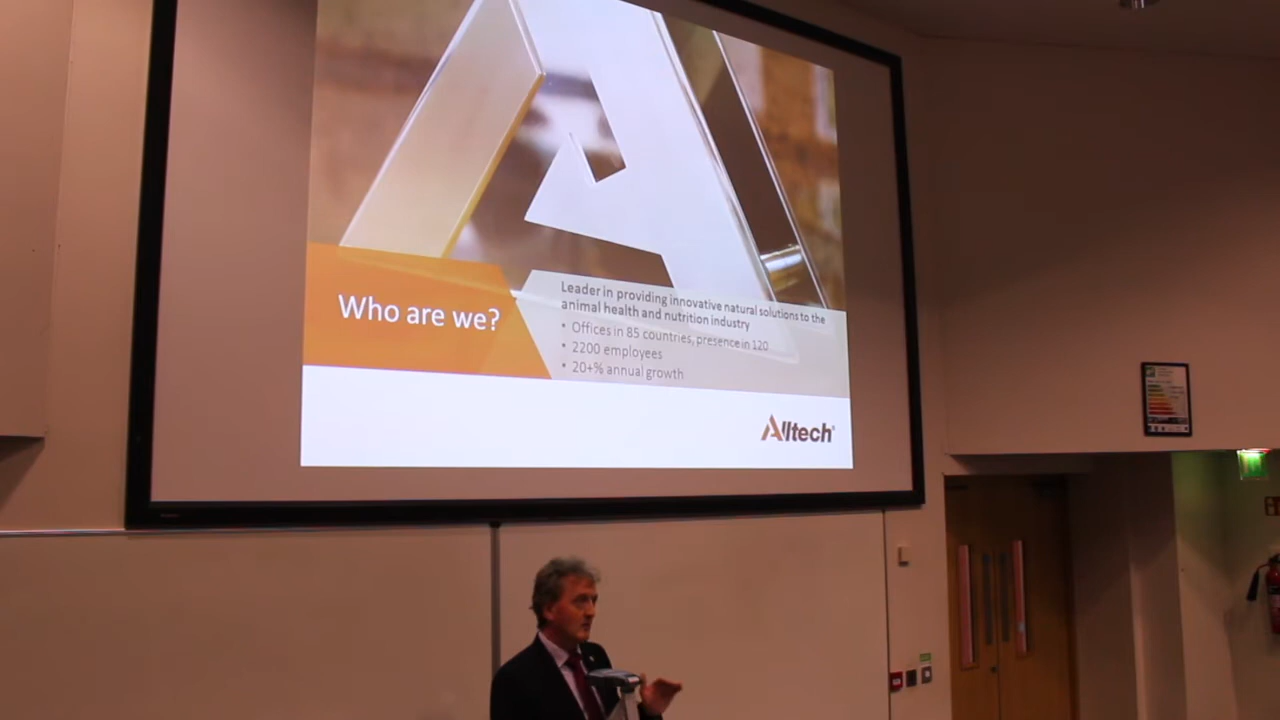 Who are we?
Leader in providing innovative natural solutions to the
animal health and nutrition industry
• Offices in 85 countries, presence in 120
• 2200 employees
• 20+% annual growth
Alltech®